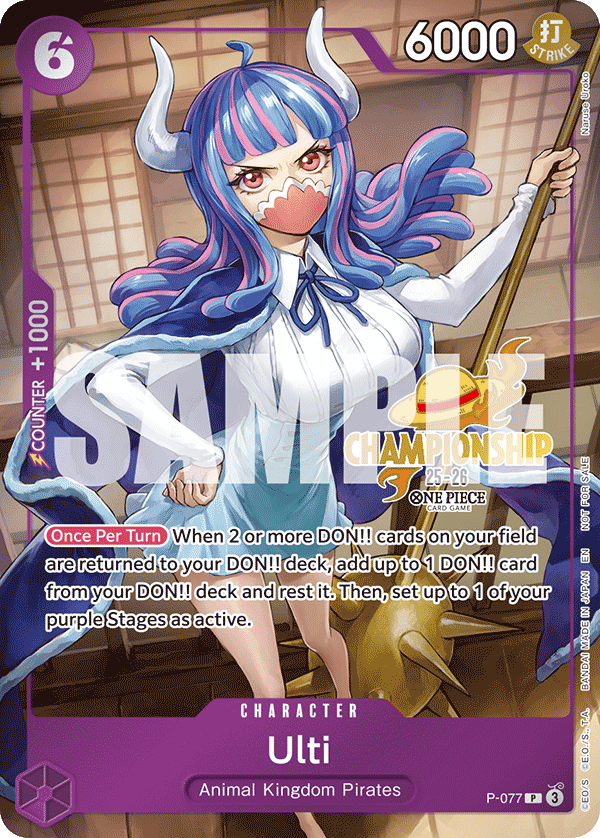 6
6000
打
STRIKE
Naruse Uroko
COUNTER +1000
SAMPLE
CHAMPIONSHIP
25-26
ONE PIECE
CARD GAME
Once Per Turn When 2 or more DON!! cards on your field
are returned to your DON!! deck, add up to 1 DON!! card
from your DON!! deck and rest it. Then, set up to 1 of your
purple Stages as active.
©E.O/S ©E.O./S., T.A. BANDAI MADE IN JAPAN EN NOT FOR SALE
CHARACTER
Ulti
Animal Kingdom Pirates
P-077 P 3